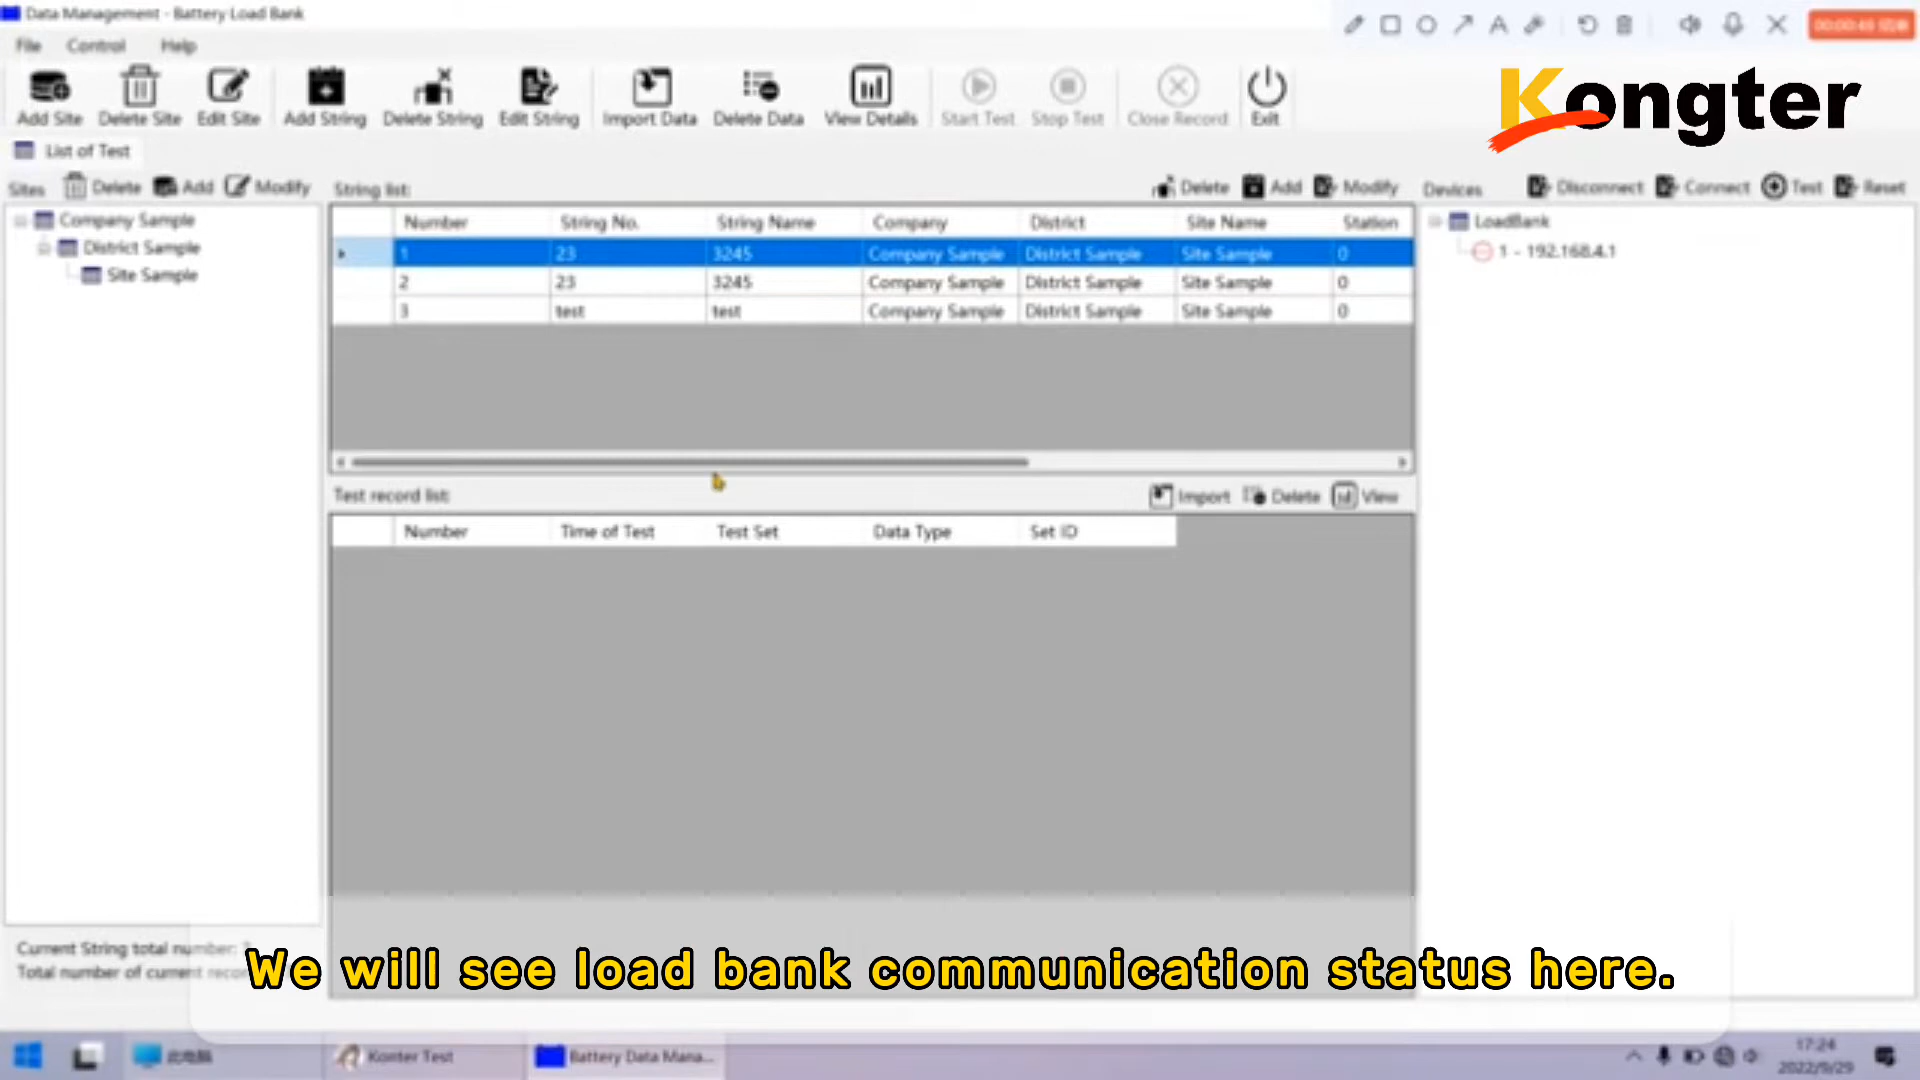 Data Management - Battery Load Bank
File Control Help
Add Site Delete Site Edit Site Add String Delete String Edit String Import Data Delete Data View Details Start Test Stop Test Close Record Exit
Kongter
List of Test
Sites Delete Add Modify
String list: Delete Add Modify
Devices Disconnect Connect Test Reset
Company Sample
District Sample
Site Sample
Number String No. String Name Company District Site Name Station
1 23 3245 Company Sample District Sample Site Sample 0
2 23 3245 Company Sample District Sample Site Sample 0
3 test test Company Sample District Sample Site Sample 0
LoadBank
1 - 192.168.4.1
Test record list: Import Delete View
Number Time of Test Test Set Data Type Set ID
Current String total number:
Total number of current
We will see load bank communication status here.
此电脑 Konter Test Battery Data Mana...
17:24
2022/9/29